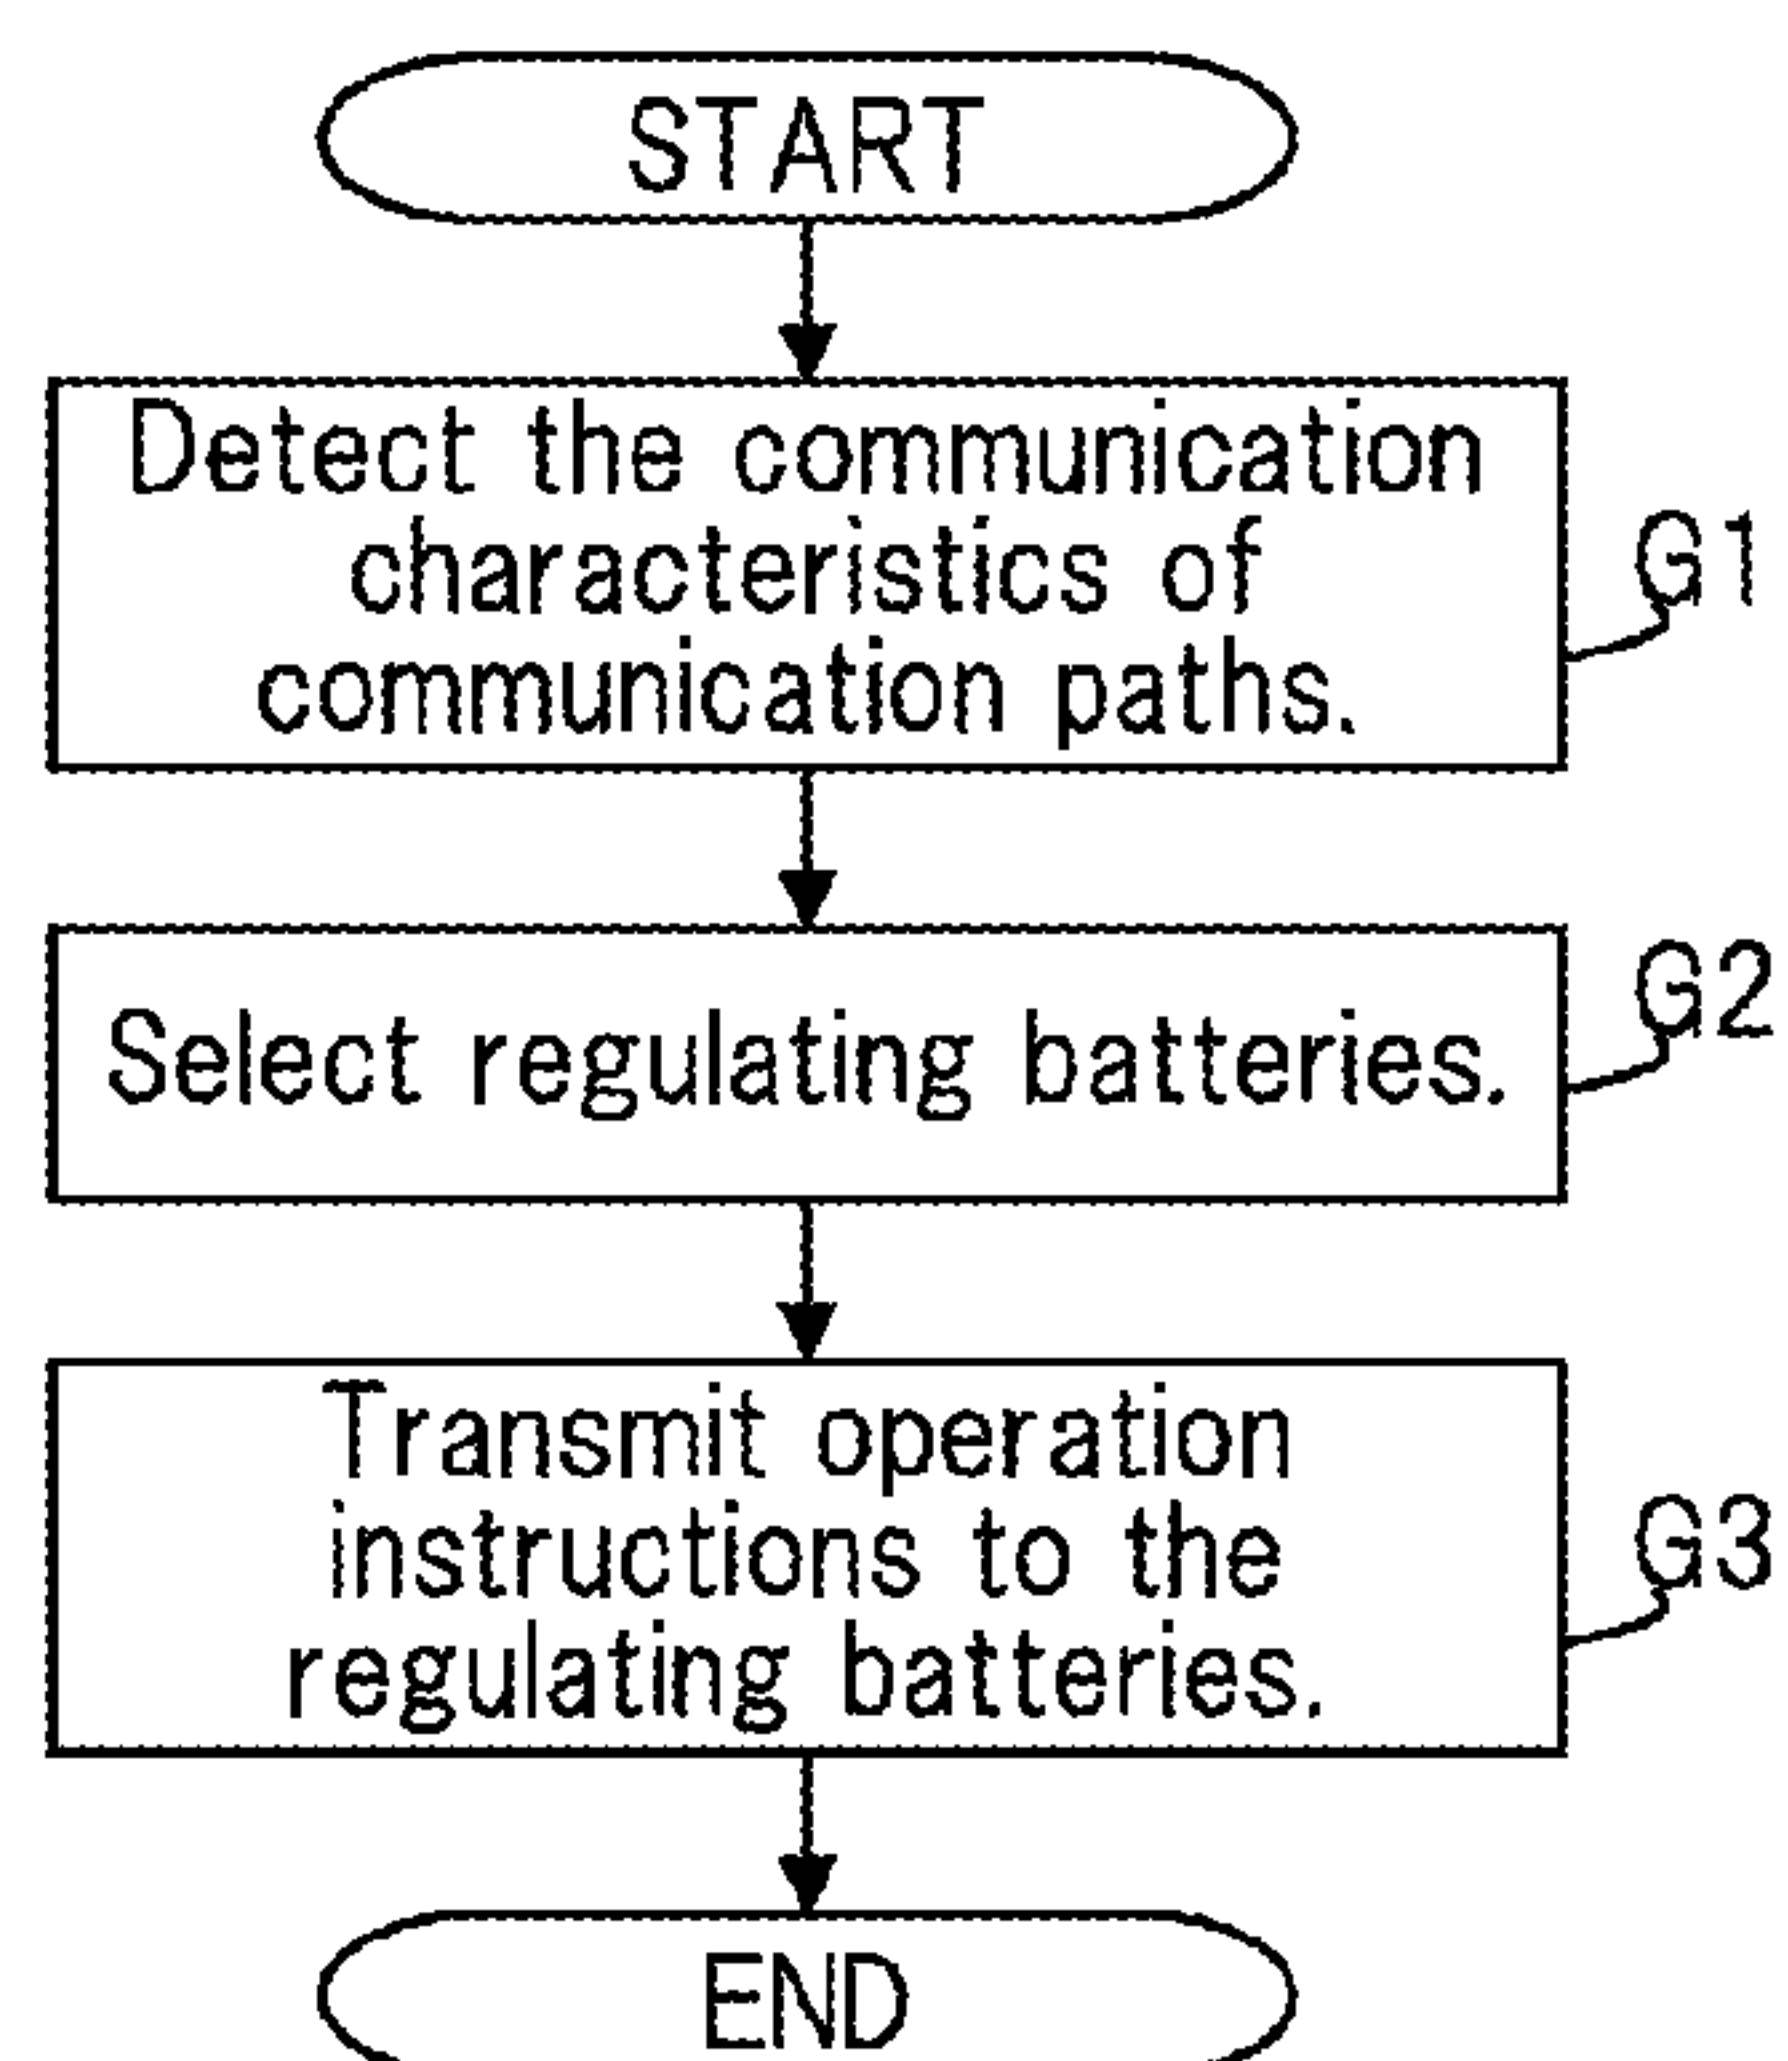 START
Detect the communication
characteristics of
communication paths.
G1
Select regulating batteries.
G2
Transmit operation
instructions to the
regulating batteries.
G3
END